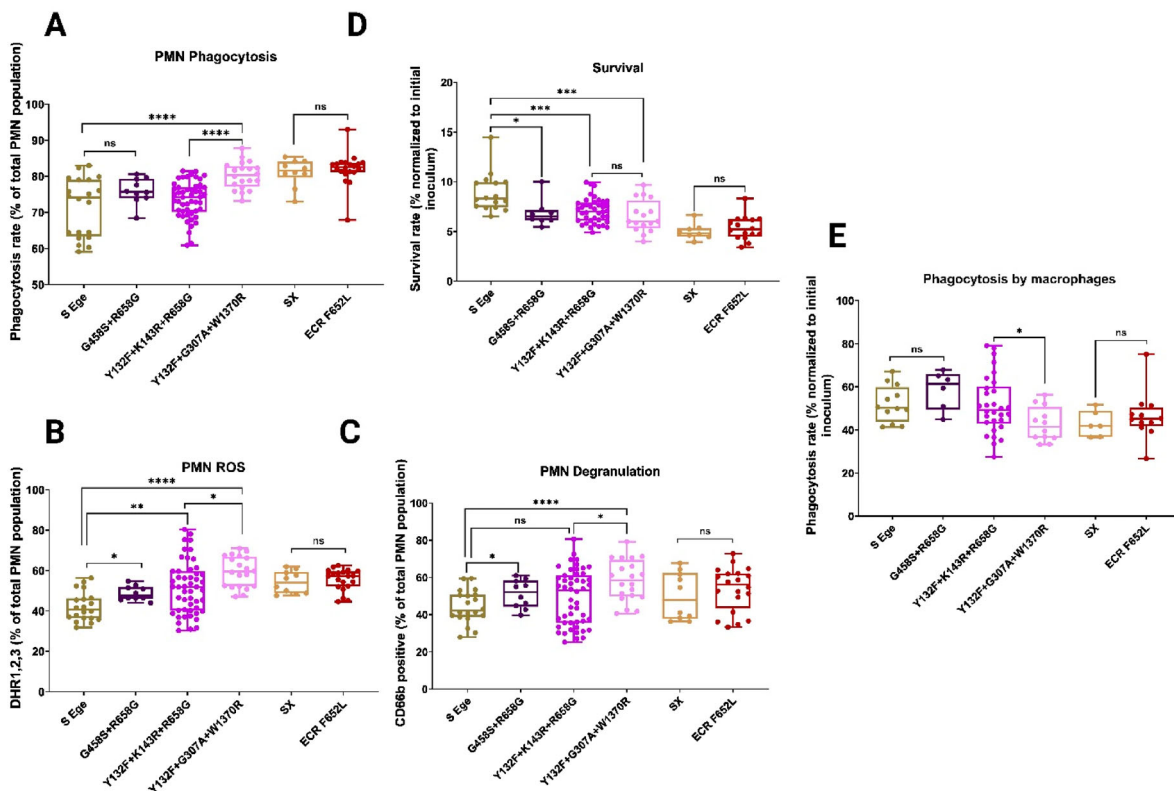 A
PMN Phagocytosis
Phagocytosis rate (% of total PMN population)
100
90
80
70
60
50
****
ns
****
ns
S Ege
G458S+R658G
Y132F+K143R+R658G
Y132F+G307A+W1370R
SX
ECR F652L
D
Survival
Survival rate (% normalized to initial
inoculum)
20
15
10
5
0
***
***
*
ns
ns
S Ege
G458S+R658G
Y132F+K143R+R658G
Y132F+G307A+W1370R
SX
ECR F652L
E
Phagocytosis by macrophages
Phagocytosis rate (% normalized to initial
inoculum)
100
80
60
40
20
0
ns
*
ns
S Ege
G458S+R658G
Y132F+K143R+R658G
Y132F+G307A+W1370R
SX
ECR F652L
B
PMN ROS
DHR1,2,3 (% of total PMN population)
100
80
60
40
20
0
****
**
*
*
ns
S Ege
G458S+R658G
Y132F+K143R+R658G
Y132F+G307A+W1370R
SX
ECR F652L
C
PMN Degranulation
CD66b positive (% of total PMN population)
100
80
60
40
20
0
****
ns
*
*
ns
S Ege
G458S+R658G
Y132F+K143R+R658G
Y132F+G307A+W1370R
SX
ECR F652L